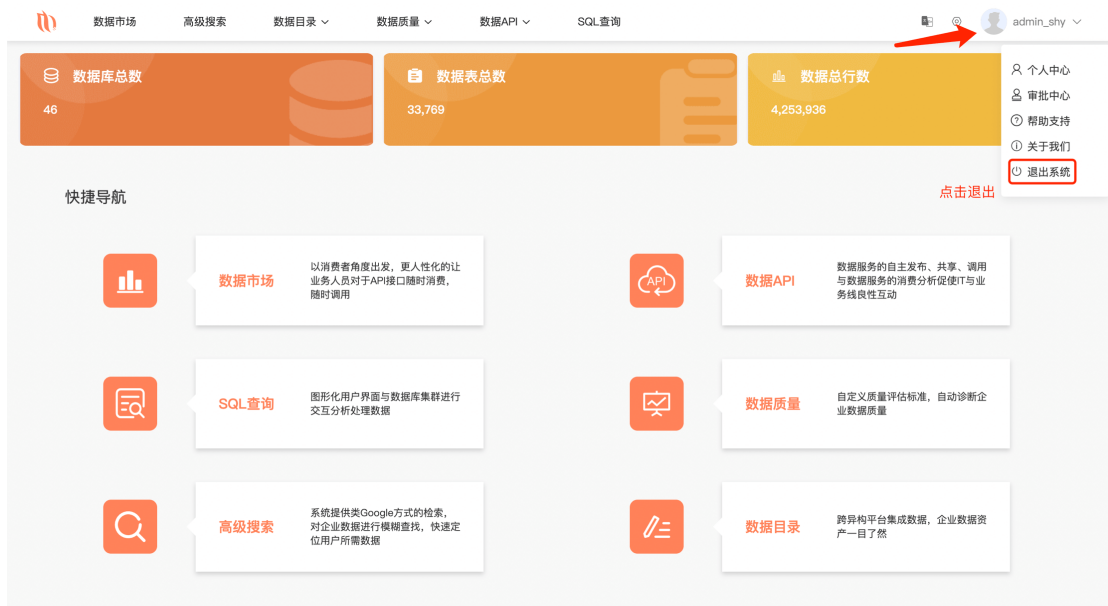 数据市场
高级搜索
数据目录
数据质量
数据API
SQL查询
admin_shy
数据库总数
46
数据表总数
33,769
数据总行数
4,253,936
个人中心
审批中心
帮助支持
关于我们
退出系统
点击退出
快捷导航
数据市场
以消费者角度出发，更人性化的让
业务人员对于API接口随时消费，
随时调用
API
数据API
数据服务的自主发布、共享、调用
与数据服务的消费分析促使IT与业
务线良性互动
SQL查询
图形化用户界面与数据库集群进行
交互分析处理数据
数据质量
自定义质量评估标准，自动诊断企
业数据质量
高级搜索
系统提供类Google方式的检索，
对企业数据进行模糊查找，快速定
位用户所需数据
数据目录
跨异构平台集成数据，企业数据资
产一目了然